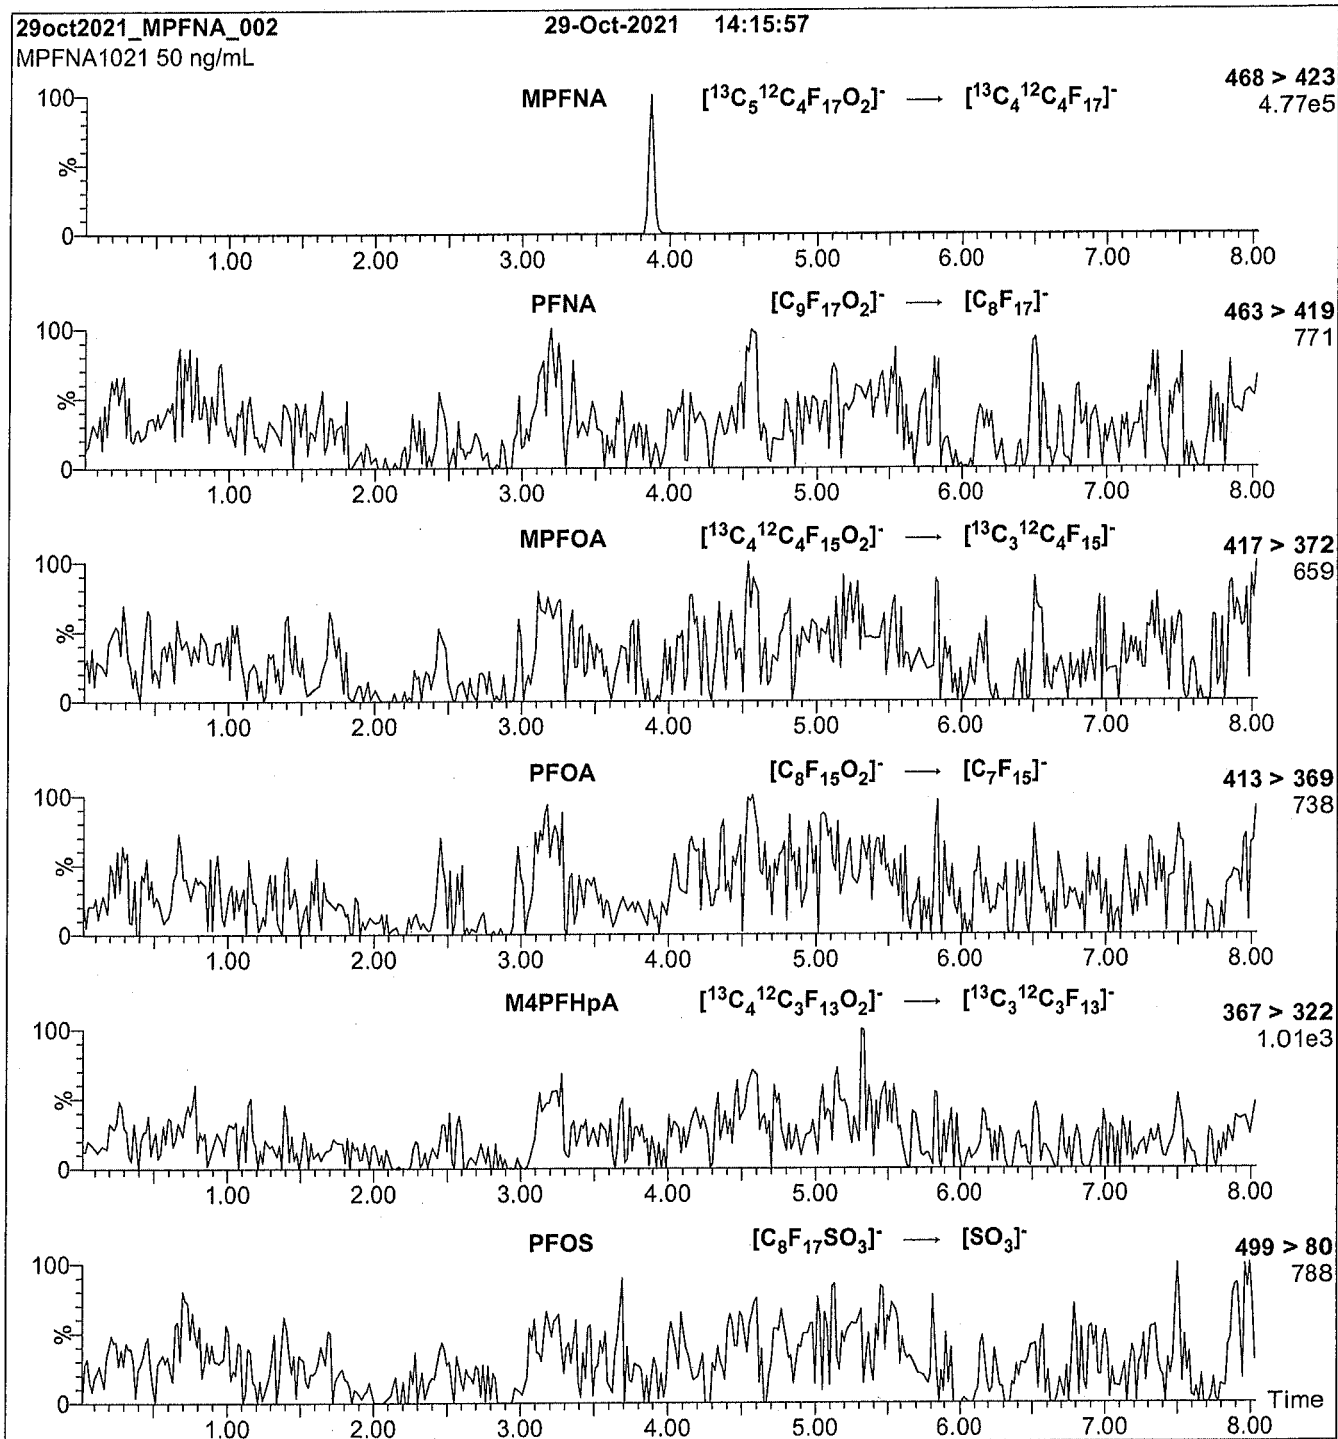 29oct2021_MPFNA_002 29-Oct-2021 14:15:57
MPFNA1021 50 ng/mL
MPFNA [¹³C₅¹²C₄F₁₇O₂]⁻ → [¹³C₄¹²C₄F₁₇]⁻ 468 > 423
4.77e5
100
%
0
1.00 2.00 3.00 4.00 5.00 6.00 7.00 8.00
PFNA [C₉F₁₇O₂]⁻ → [C₈F₁₇]⁻ 463 > 419
771
100
%
0
1.00 2.00 3.00 4.00 5.00 6.00 7.00 8.00
MPFOA [¹³C₄¹²C₄F₁₅O₂]⁻ → [¹³C₃¹²C₄F₁₅]⁻ 417 > 372
659
100
%
0
1.00 2.00 3.00 4.00 5.00 6.00 7.00 8.00
PFOA [C₈F₁₅O₂]⁻ → [C₇F₁₅]⁻ 413 > 369
738
100
%
0
1.00 2.00 3.00 4.00 5.00 6.00 7.00 8.00
M4PFHpA [¹³C₄¹²C₃F₁₃O₂]⁻ → [¹³C₃¹²C₃F₁₃]⁻ 367 > 322
1.01e3
100
%
0
1.00 2.00 3.00 4.00 5.00 6.00 7.00 8.00
PFOS [C₈F₁₇SO₃]⁻ → [SO₃]⁻ 499 > 80
788
100
%
0
Time
1.00 2.00 3.00 4.00 5.00 6.00 7.00 8.00